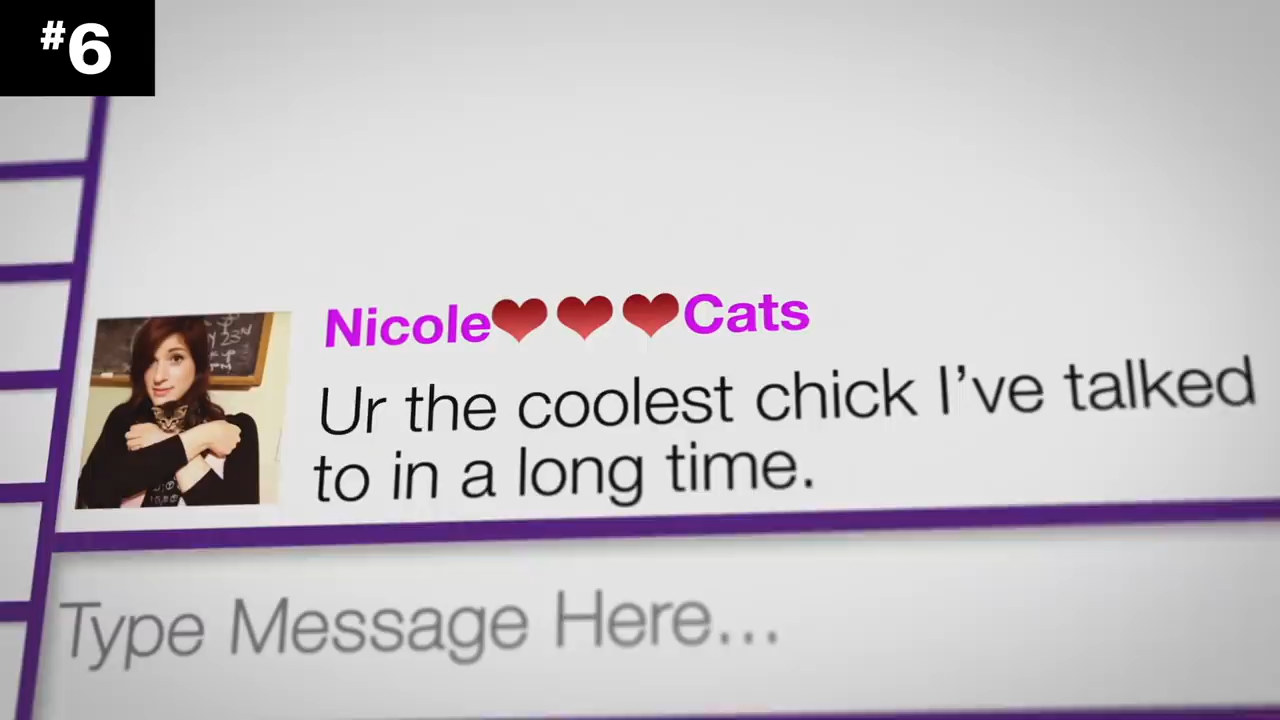 #6
Nicole❤❤❤Cats
Ur the coolest chick I've talked
to in a long time.
Type Message Here...